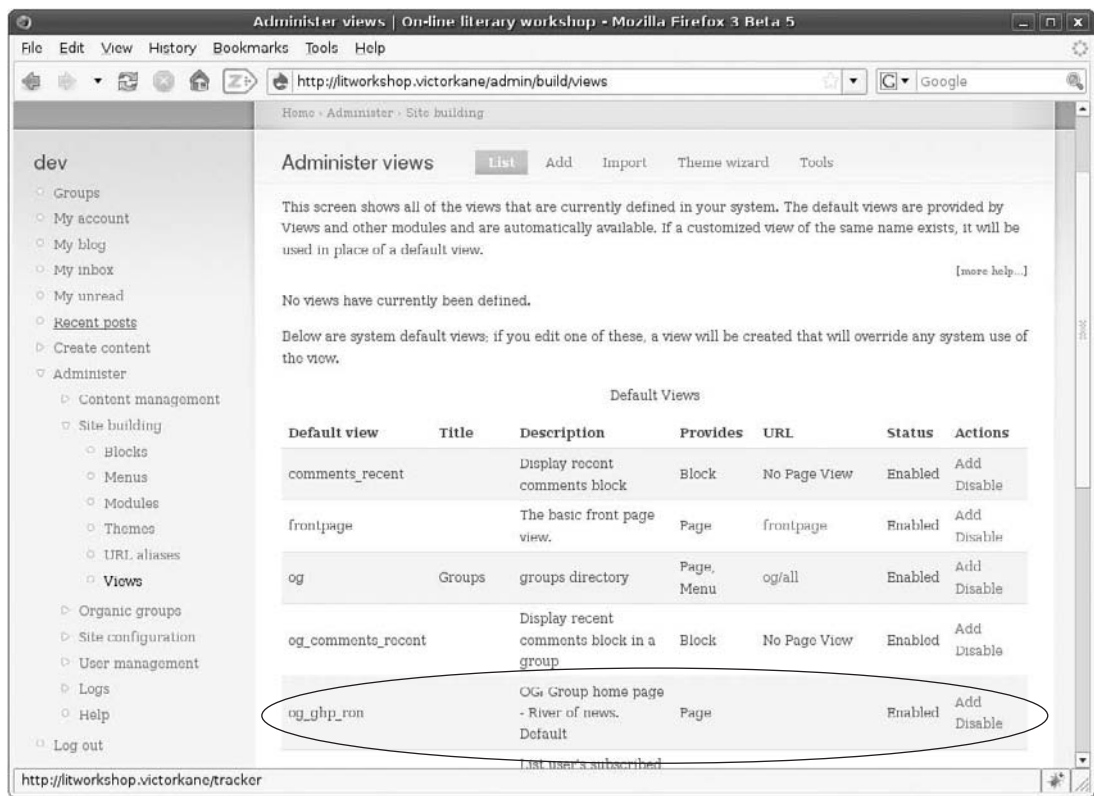 Administer views | On-line literary workshop - Mozilla Firefox 3 Beta 5
File Edit View History Bookmarks Tools Help
http://litworkshop.victorkane/admin/build/views
G Google
Home › Administer › Site building
dev
Groups
My account
My blog
My inbox
My unread
Recent posts
Create content
Administer
Content management
Site building
Blocks
Menus
Modules
Themes
URL aliases
Views
Organic groups
Site configuration
User management
Logs
Help
Log out
Administer views List Add Import Theme wizard Tools
This screen shows all of the views that are currently defined in your system. The default views are provided by
Views and other modules and are automatically available. If a customized view of the same name exists, it will be
used in place of a default view.
[more help...]
No views have currently been defined.
Below are system default views; if you edit one of these, a view will be created that will override any system use of
the view.
Default Views
Default view Title Description Provides URL Status Actions
comments_recent Display recent comments block Block No Page View Enabled Add Disable
frontpage The basic front page view. Page frontpage Enabled Add Disable
og Groups groups directory Page, Menu og/all Enabled Add Disable
og_comments_recent Display recent comments block in a group Block No Page View Enabled Add Disable
og_ghp_ron OG: Group home page - River of news. Default Page Enabled Add Disable
List user's subscribed
http://litworkshop.victorkane/tracker